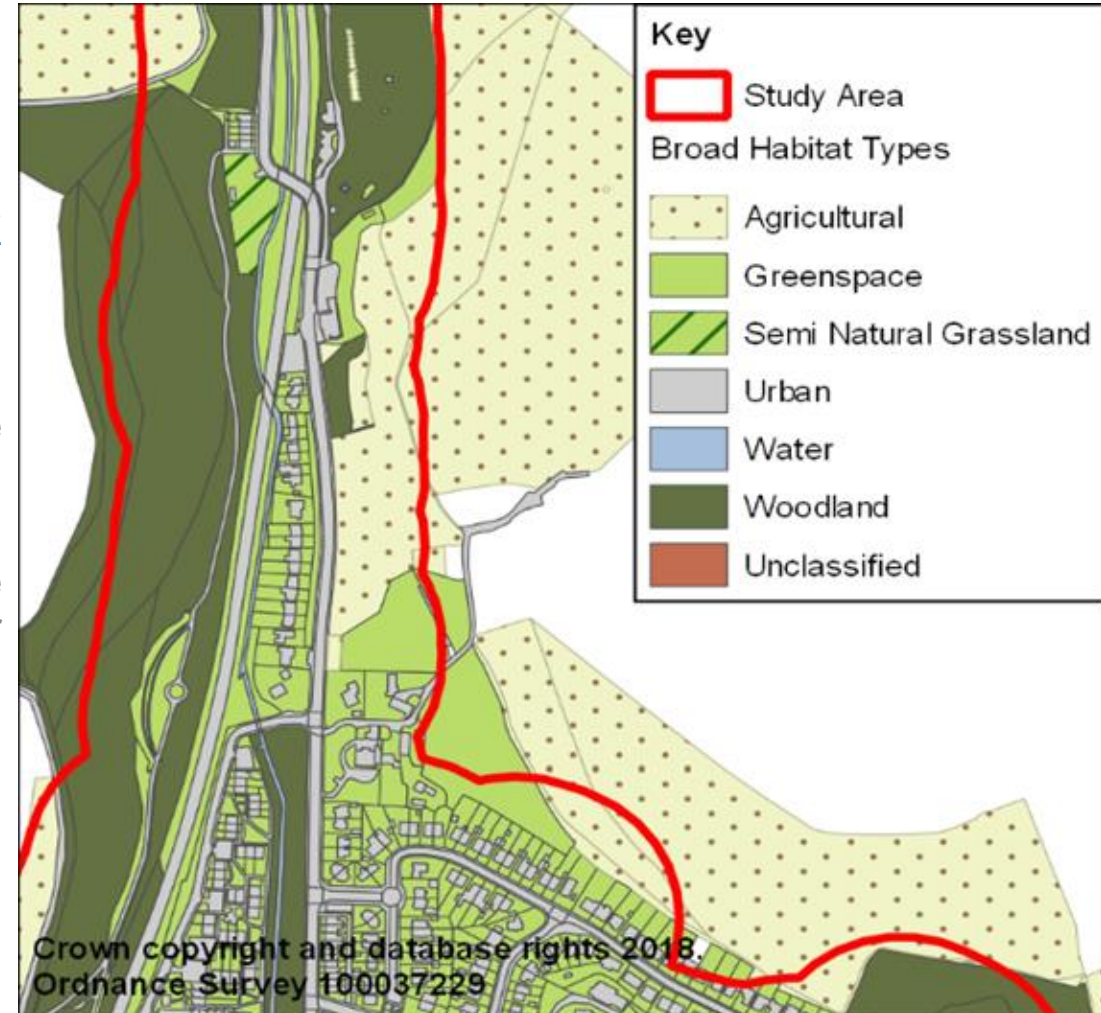 Key
Study Area
Broad Habitat Types
Agricultural
Greenspace
Semi Natural Grassland
Urban
Water
Woodland
Unclassified
Crown copyright and database rights 2018.
Ordnance Survey 100037229